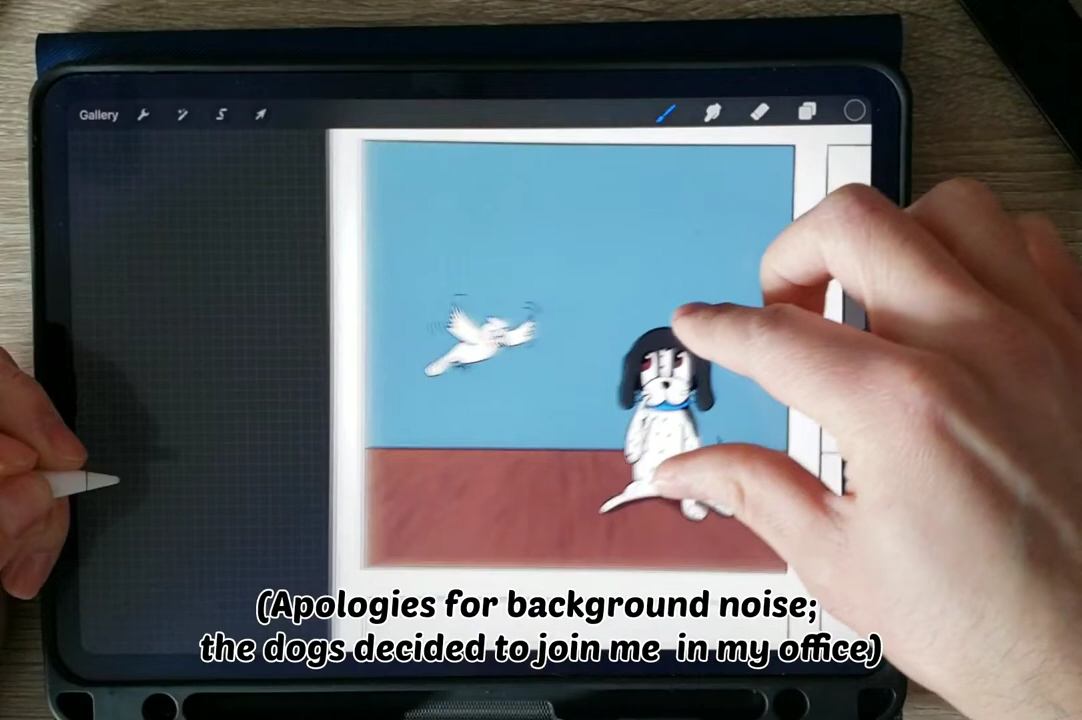 Gallery
(Apologies for background noise;
the dogs decided to join me in my office)